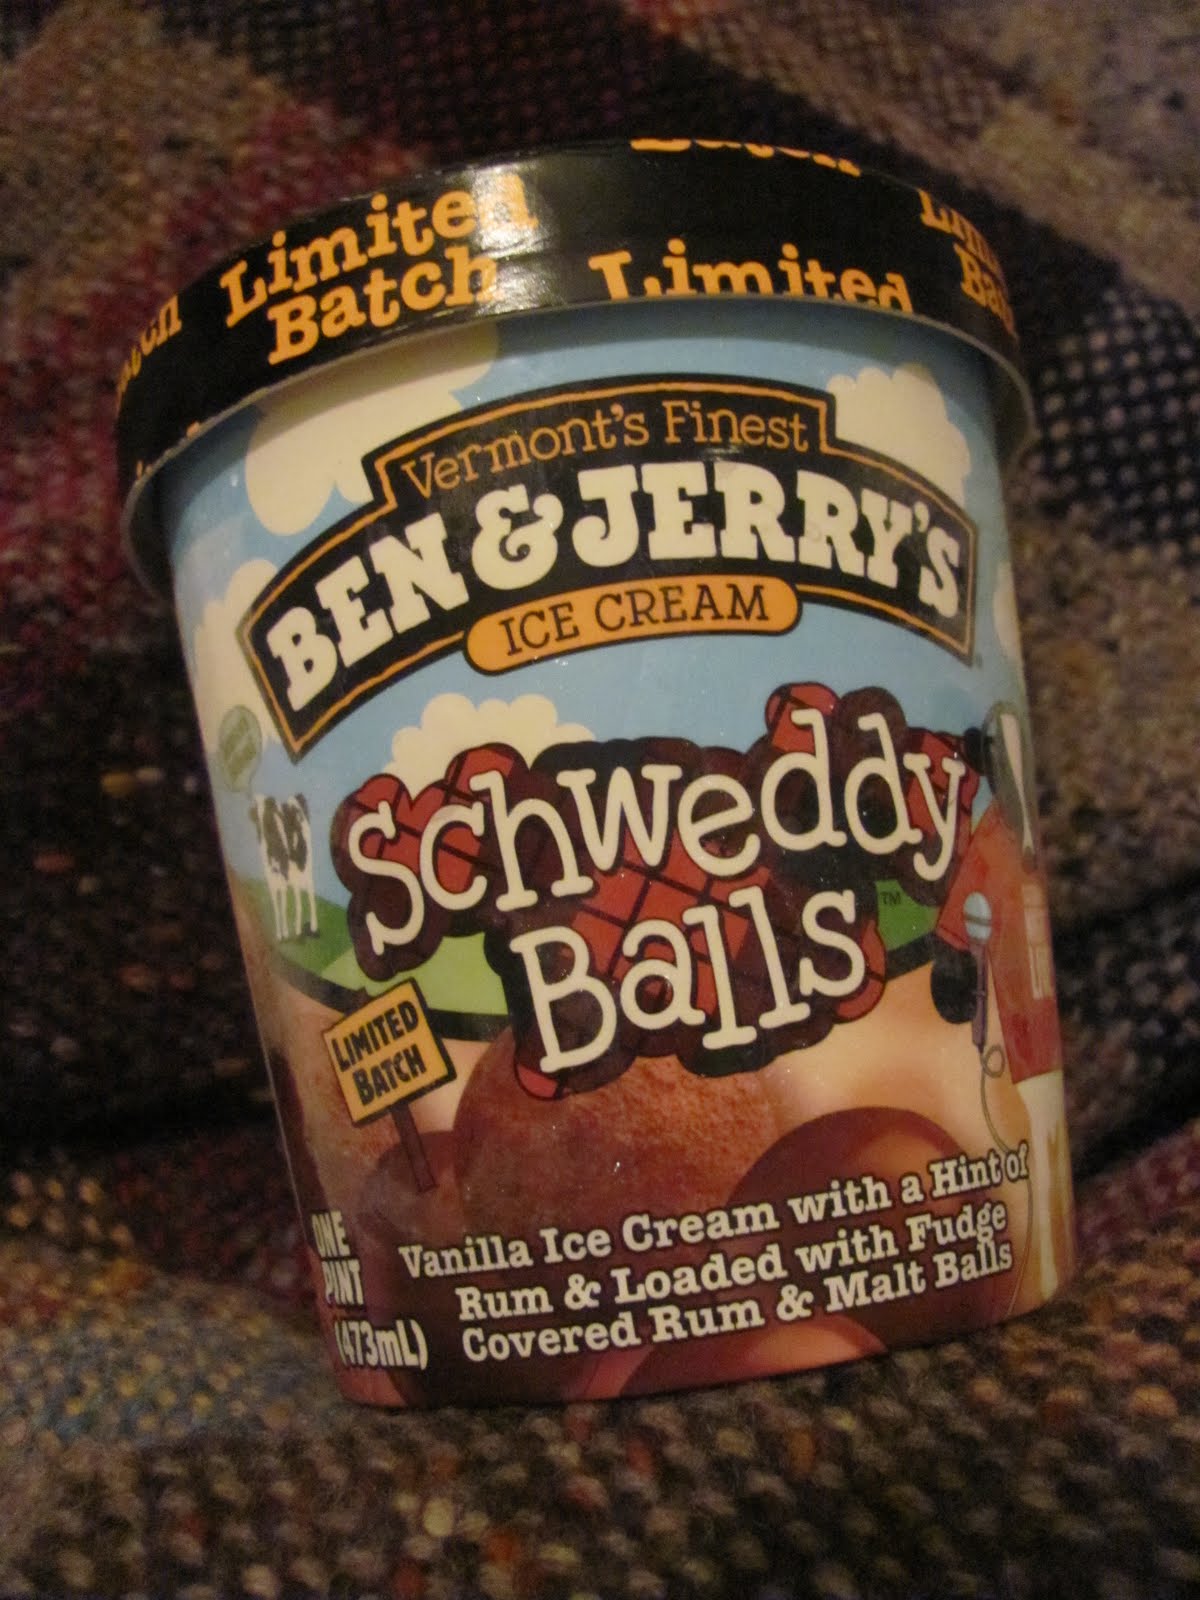 Limited
Batch
Limited
Vermont's Finest
BEN & JERRY'S
ICE CREAM
Schweddy
Balls™
LIMITED
BATCH
ONE
PINT
(473mL)
Vanilla Ice Cream with a Hint of
Rum & Loaded with Fudge
Covered Rum & Malt Balls